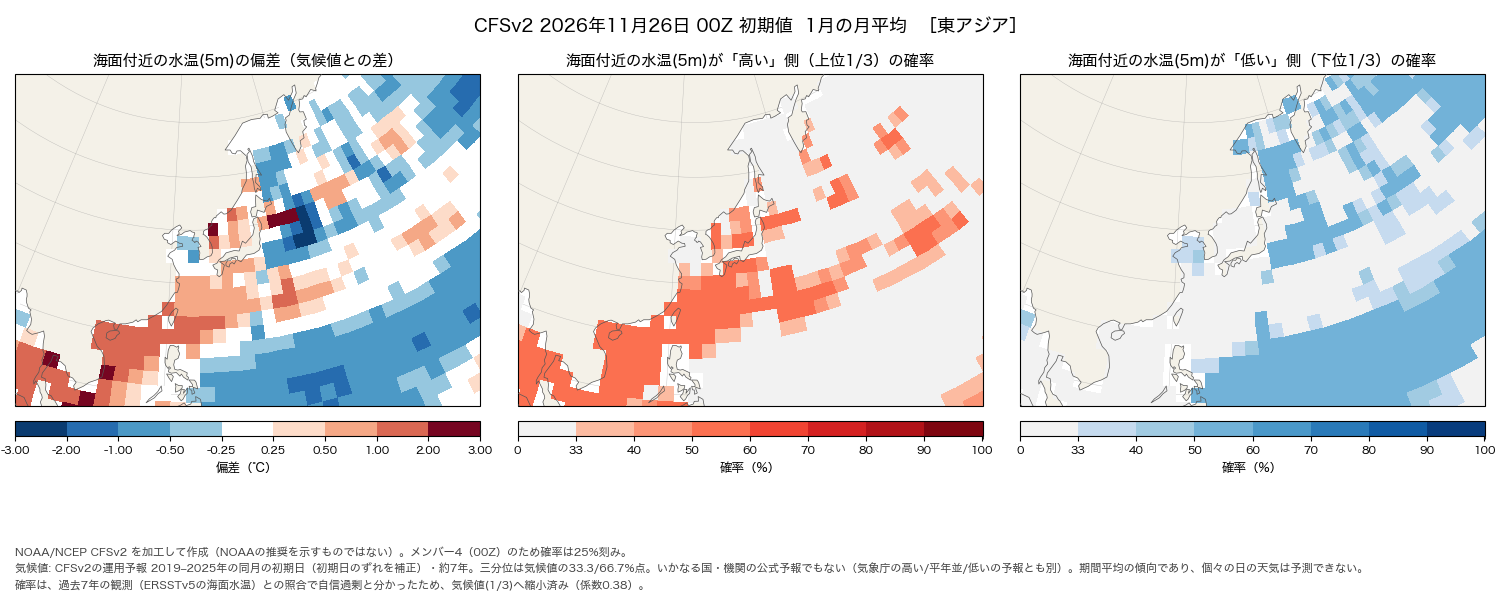 CFSv2 2026年11月26日 00Z 初期値 1月の月平均 ［東アジア］
海面付近の水温(5m)の偏差（気候値との差）
海面付近の水温(5m)が「高い」側（上位1/3）の確率
海面付近の水温(5m)が「低い」側（下位1/3）の確率
-3.00 -2.00 -1.00 -0.50 -0.25 0.25 0.50 1.00 2.00 3.00
偏差（℃）
0 33 40 50 60 70 80 90 100
確率（%）
0 33 40 50 60 70 80 90 100
確率（%）
NOAA/NCEP CFSv2 を加工して作成（NOAAの推奨を示すものではない）。メンバー4（00Z）のため確率は25%刻み。
気候値: CFSv2の運用予報 2019–2025年の同月の初期日（初期日のずれを補正）・約7年。三分位は気候値の33.3/66.7%点。いかなる国・機関の公式予報でもない（気象庁の高い/平年並/低いの予報とも別）。期間平均の傾向であり、個々の日の天気は予測できない。
確率は、過去7年の観測（ERSSTv5の海面水温）との照合で自信過剰と分かったため、気候値(1/3)へ縮小済み（係数0.38）。